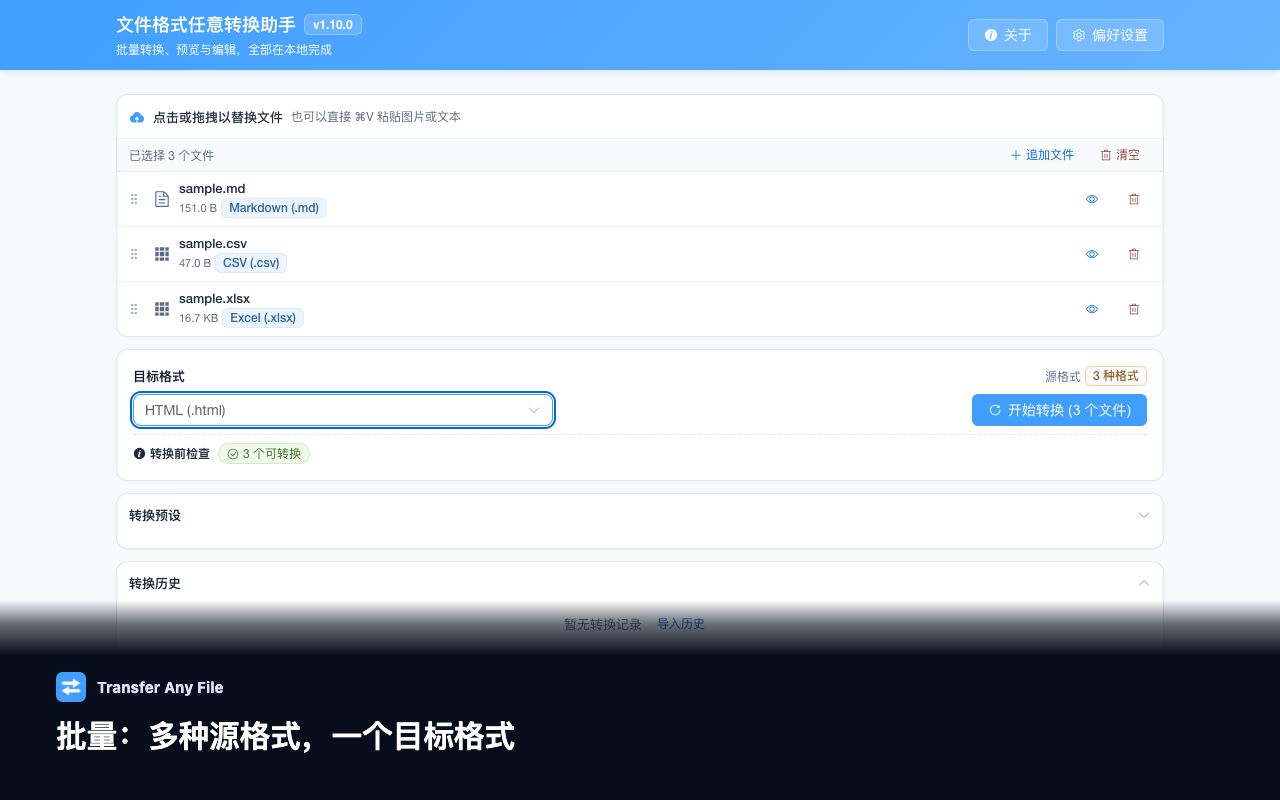 文件格式任意转换助手 v1.10.0
批量转换、预览与编辑，全部在本地完成
关于
偏好设置
点击或拖拽以替换文件 也可以直接 ⌘V 粘贴图片或文本
已选择 3 个文件
追加文件
清空
sample.md
151.0 B Markdown (.md)
sample.csv
47.0 B CSV (.csv)
sample.xlsx
16.7 KB Excel (.xlsx)
目标格式
源格式 3 种格式
HTML (.html)
开始转换 (3 个文件)
转换前检查 3 个可转换
转换预设
转换历史
暂无转换记录 导入历史
Transfer Any File
批量：多种源格式，一个目标格式